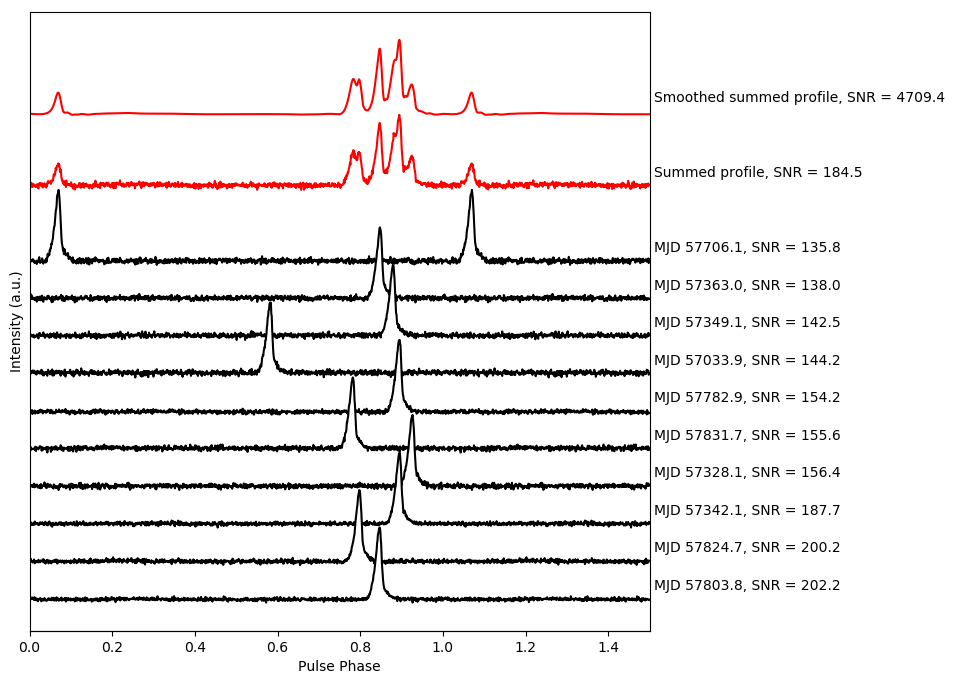 Smoothed summed profile, SNR = 4709.4
Summed profile, SNR = 184.5
MJD 57706.1, SNR = 135.8
MJD 57363.0, SNR = 138.0
MJD 57349.1, SNR = 142.5
MJD 57033.9, SNR = 144.2
MJD 57782.9, SNR = 154.2
MJD 57831.7, SNR = 155.6
MJD 57328.1, SNR = 156.4
MJD 57342.1, SNR = 187.7
MJD 57824.7, SNR = 200.2
MJD 57803.8, SNR = 202.2
Intensity (a.u.)
0.0 0.2 0.4 0.6 0.8 1.0 1.2 1.4
Pulse Phase